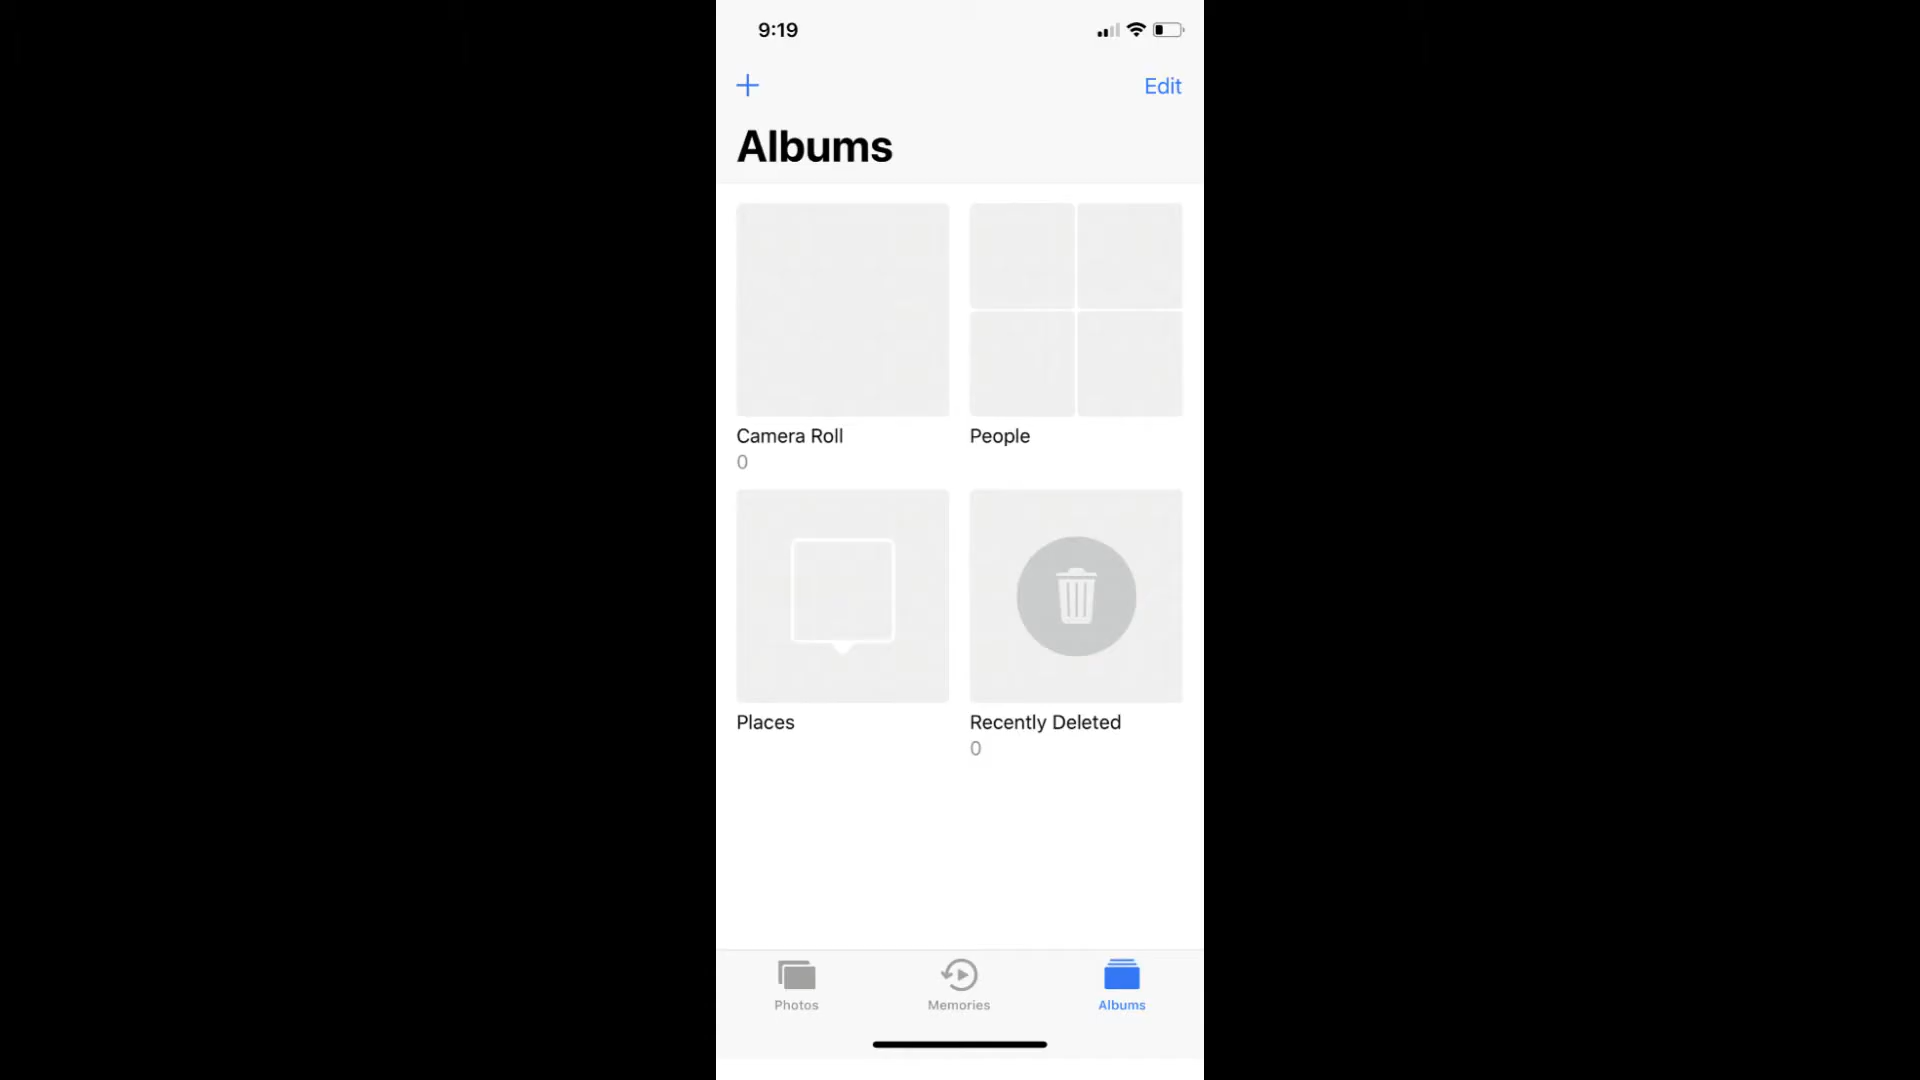 9:19
Edit
Albums
Camera Roll
0
People
Places
Recently Deleted
0
Photos
Memories
Albums